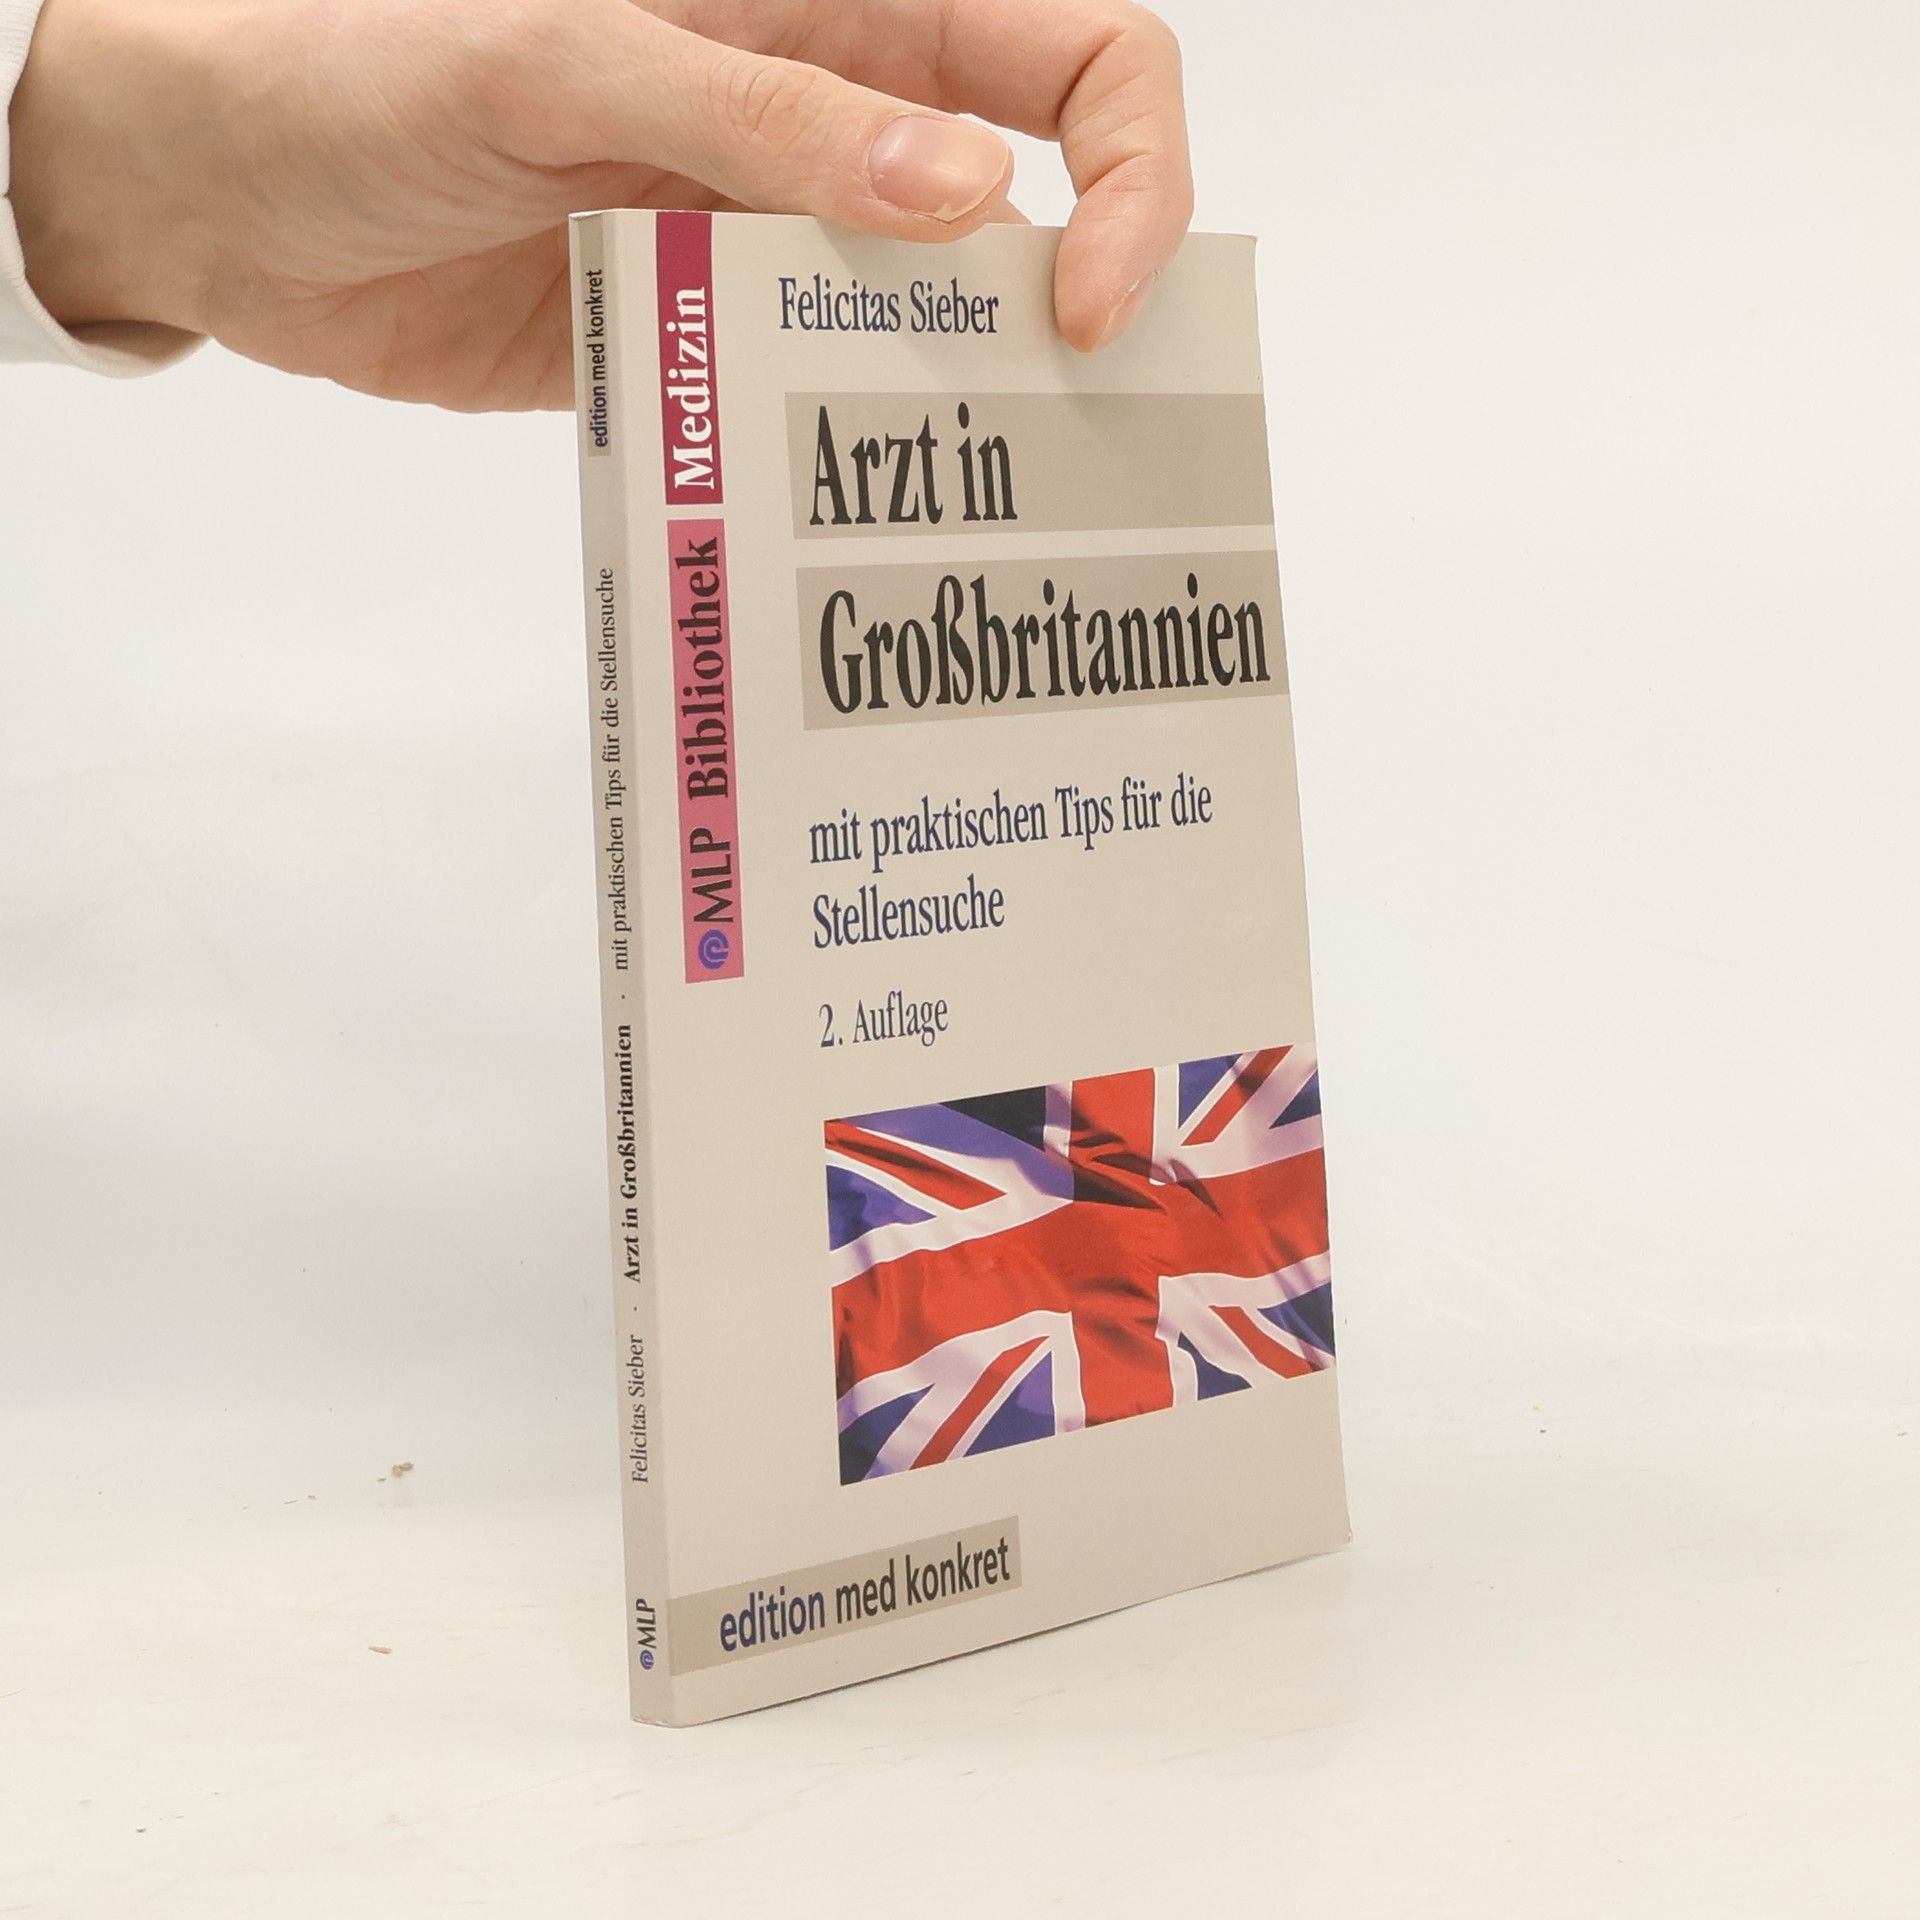 Felicitas Sieber
Arzt in
Großbritannien
mit praktischen Tips für die
Stellensuche
2. Auflage
edition med konkret
MLP Bibliothek Medizin
MLP Felicitas Sieber · Arzt in Großbritannien · mit praktischen Tips für die Stellensuche edition med konkret